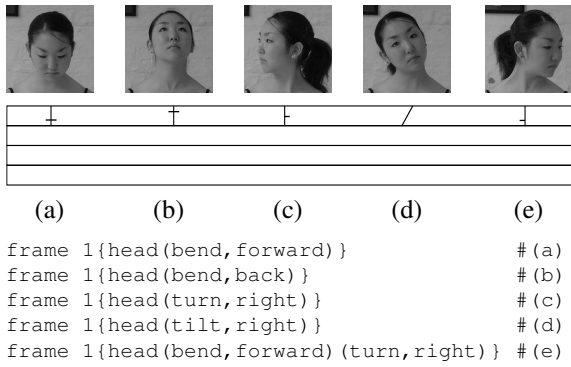 (a) (b) (c) (d) (e)
frame 1{head(bend,forward)} #(a)
frame 1{head(bend,back)} #(b)
frame 1{head(turn,right)} #(c)
frame 1{head(tilt,right)} #(d)
frame 1{head(bend,forward)(turn,right)} #(e)